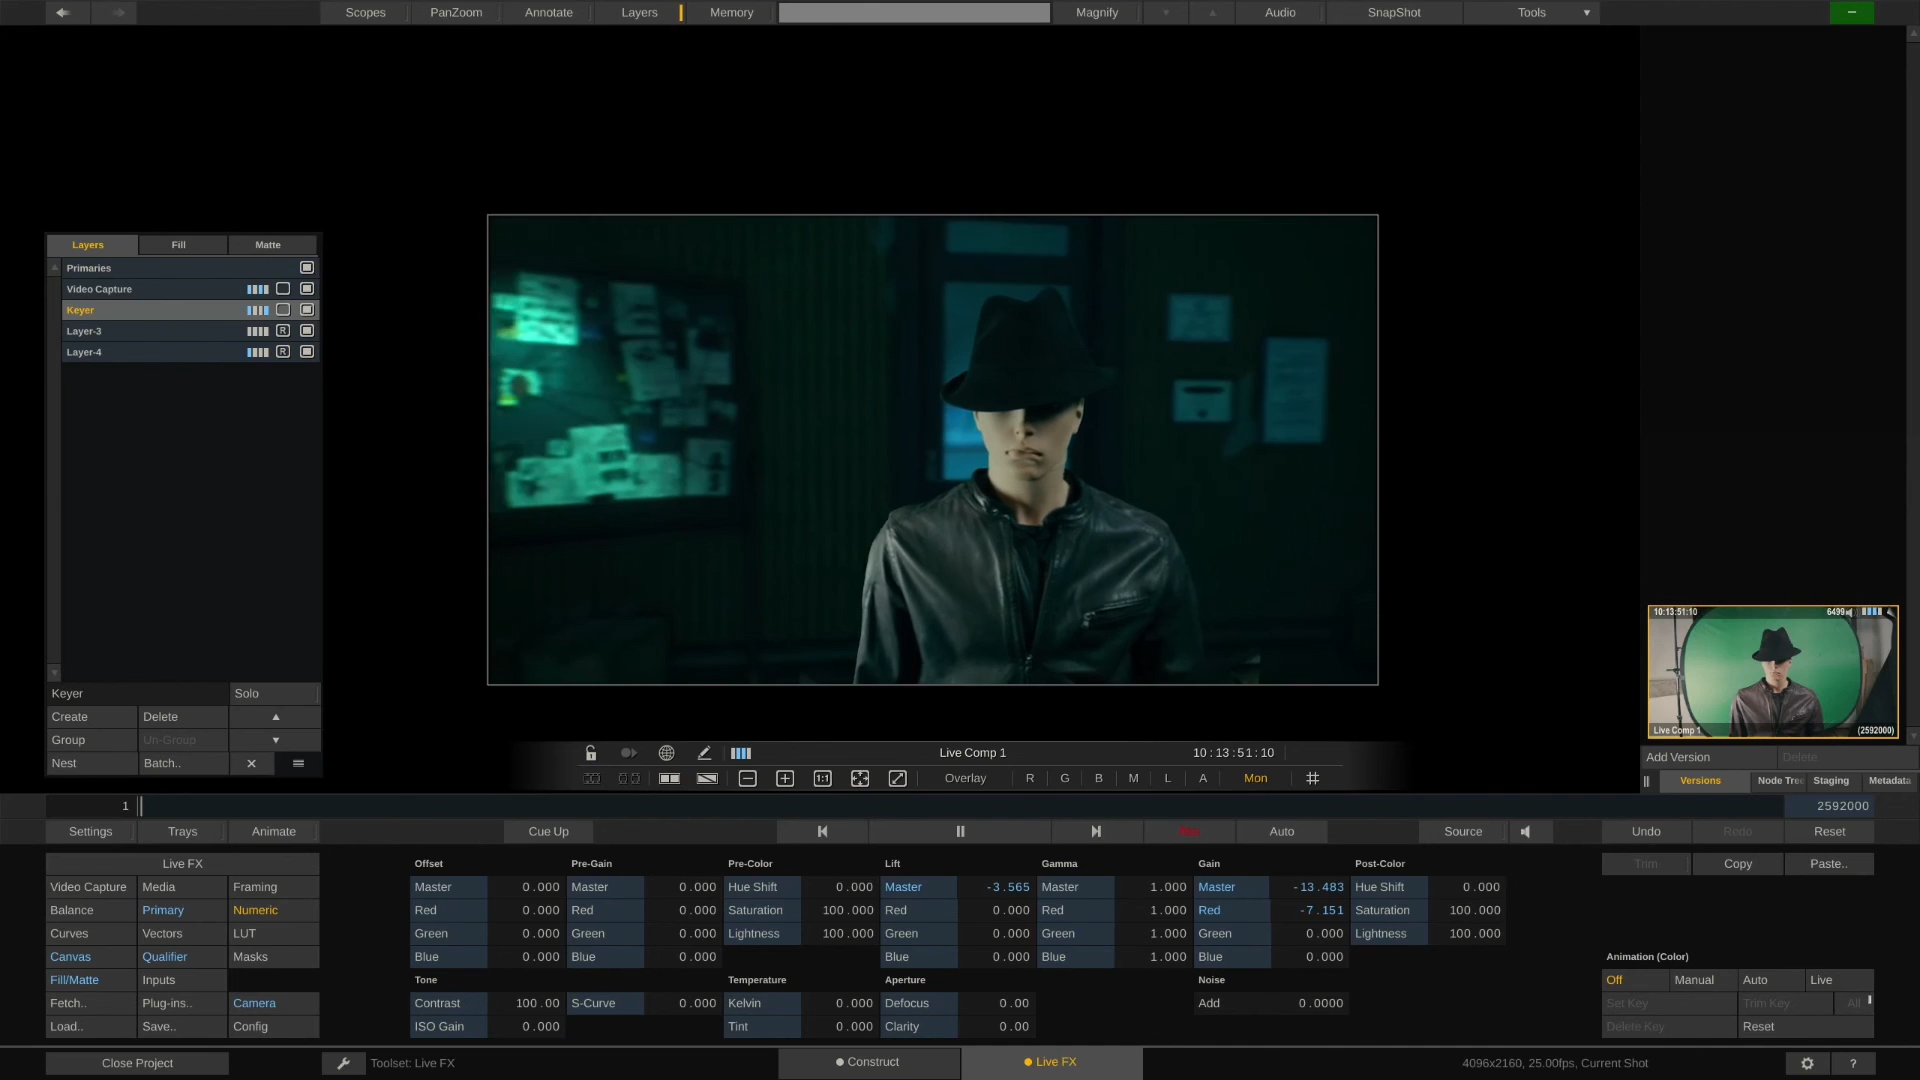 Scopes PanZoom Annotate Layers Memory Magnify Audio SnapShot Tools
Layers Fill Matte
Primaries
Video Capture
Keyer
Layer-3 R
Layer-4 R
Keyer Solo
Create Delete
Group Un-Group
Nest Batch..
10:13:51:10 6499
Live Comp 1 (2592000)
Add Version Delete
Versions Node Tree Staging Metadata
Live Comp 1 10:13:51:10
1:1 Overlay R G B M L A Mon
1 2592000
Settings Trays Animate Cue Up Rec Auto Source Undo Redo Reset
Live FX
Video Capture Media Framing
Balance Primary Numeric
Curves Vectors LUT
Canvas Qualifier Masks
Fill/Matte Inputs
Fetch.. Plug-ins.. Camera
Load.. Save.. Config
Offset Pre-Gain Pre-Color Lift Gamma Gain Post-Color
Master 0.000 Master 0.000 Hue Shift 0.000 Master -3.565 Master 1.000 Master -13.483 Hue Shift 0.000
Red 0.000 Red 0.000 Saturation 100.000 Red 0.000 Red 1.000 Red -7.151 Saturation 100.000
Green 0.000 Green 0.000 Lightness 100.000 Green 0.000 Green 1.000 Green 0.000 Lightness 100.000
Blue 0.000 Blue 0.000 Blue 0.000 Blue 1.000 Blue 0.000
Tone Temperature Aperture Noise
Contrast 100.00 S-Curve 0.000 Kelvin 0.000 Defocus 0.00 Add 0.0000
ISO Gain 0.000 Tint 0.000 Clarity 0.00
Trim Copy Paste..
Animation (Color)
Off Manual Auto Live
Set Key Trim Key All
Delete Key Reset
Close Project Toolset: Live FX Construct Live FX 4096x2160, 25.00fps, Current Shot ?